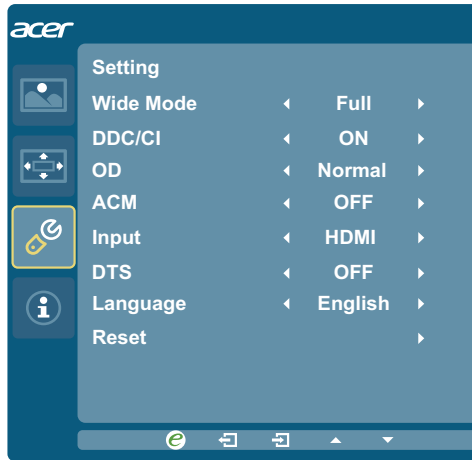 acer
Setting
Wide Mode Full
DDC/CI ON
OD Normal
ACM OFF
Input HDMI
DTS OFF
Language English
Reset
e